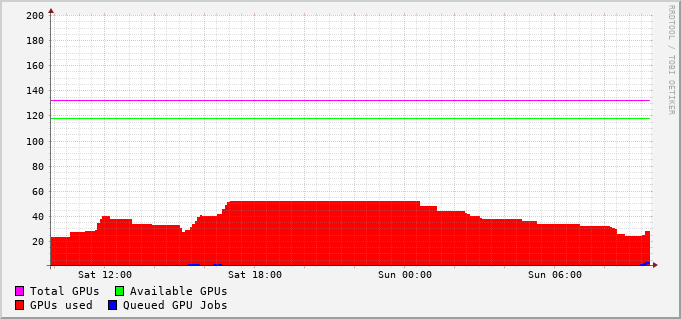 200
180
160
140
120
100
80
60
40
20
Sat 12:00 Sat 18:00 Sun 00:00 Sun 06:00
Total GPUs Available GPUs
GPUs used Queued GPU Jobs
RRDTOOL / TOBI OETIKER